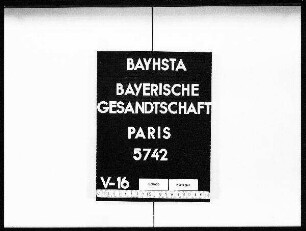 BAYHSTA
BAYERISCHE
GESANDTSCHAFT
PARIS
5742
V-16